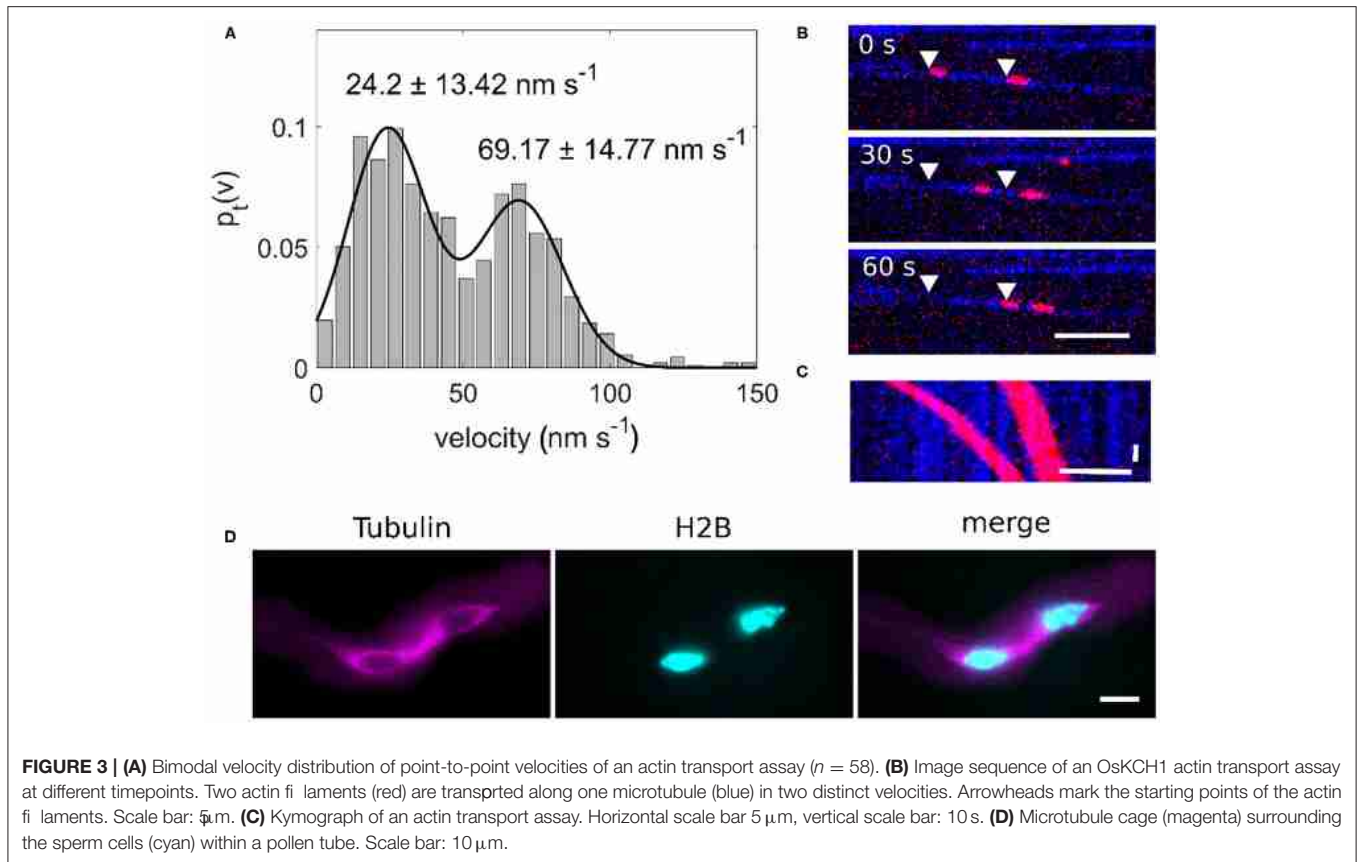 A
24.2 ± 13.42 nm s⁻¹
69.17 ± 14.77 nm s⁻¹
0.1
0.05
0
pₜ(v)
0 50 100 150
velocity (nm s⁻¹)
B
0 s
30 s
60 s
C
D
Tubulin H2B merge
FIGURE 3 | (A) Bimodal velocity distribution of point-to-point velocities of an actin transport assay (n = 58). (B) Image sequence of an OsKCH1 actin transport assay
at different timepoints. Two actin fi laments (red) are transported along one microtubule (blue) in two distinct velocities. Arrowheads mark the starting points of the actin
fi laments. Scale bar: 5μm. (C) Kymograph of an actin transport assay. Horizontal scale bar 5 μm, vertical scale bar: 10 s. (D) Microtubule cage (magenta) surrounding
the sperm cells (cyan) within a pollen tube. Scale bar: 10 μm.